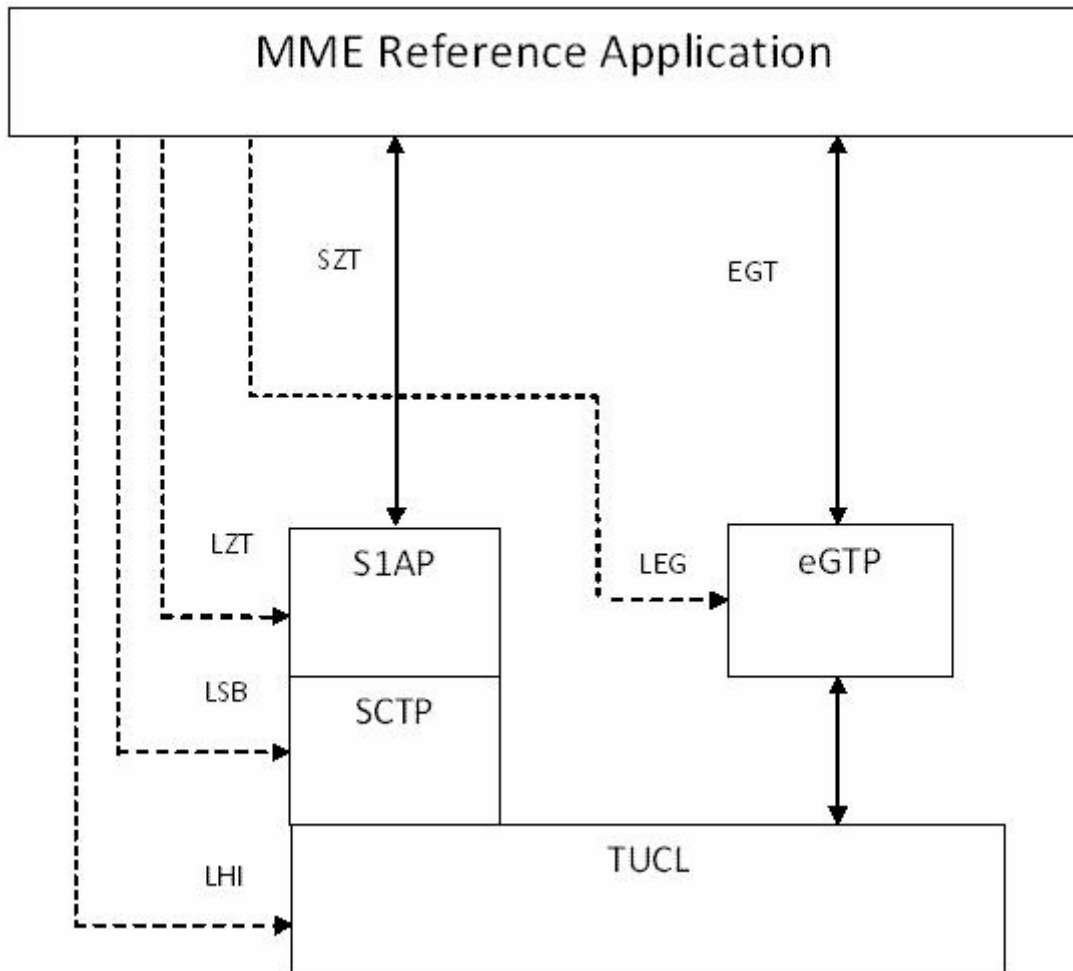 MME Reference Application
SZT
EGT
LZT
S1AP
LEG
eGTP
LSB
SCTP
LHI
TUCL